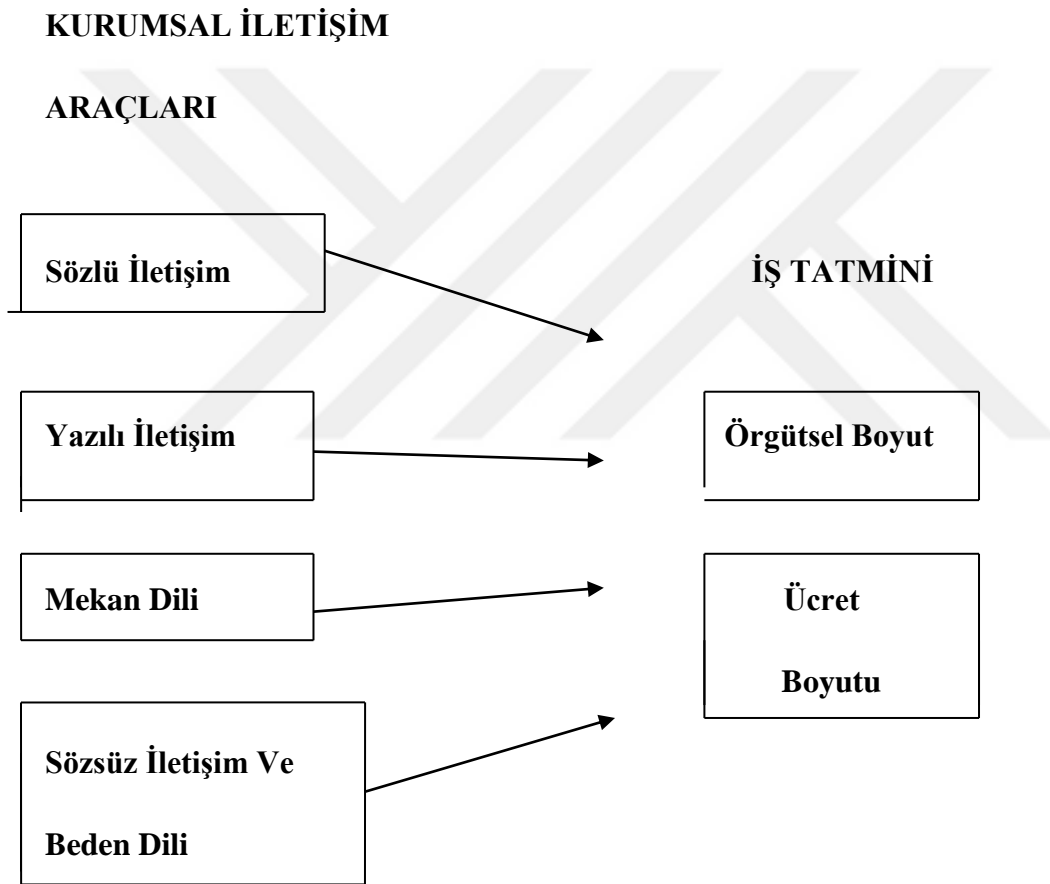 KURUMSAL İLETİŞİM
ARAÇLARI
Sözlü İletişim
İŞ TATMİNİ
Yazılı İletişim
Örgütsel Boyut
Mekan Dili
Ücret
Boyutu
Sözsüz İletişim Ve
Beden Dili